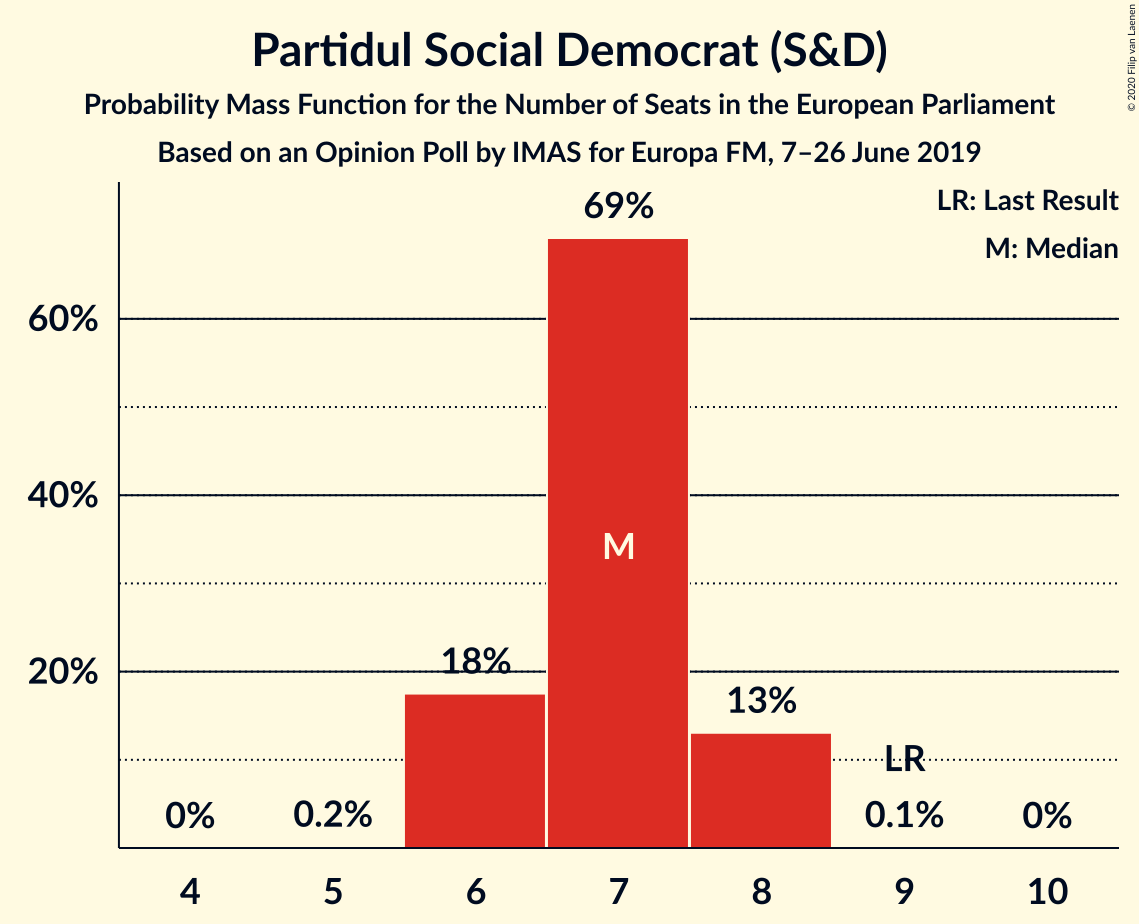 Partidul Social Democrat (S&D)
Probability Mass Function for the Number of Seats in the European Parliament
Based on an Opinion Poll by IMAS for Europa FM, 7–26 June 2019
© 2020 Filip van Laenen
LR: Last Result
M: Median
69%
60%
40%
M
20%
18%
13%
LR
0%
0.2%
0.1%
0%
4
5
6
7
8
9
10